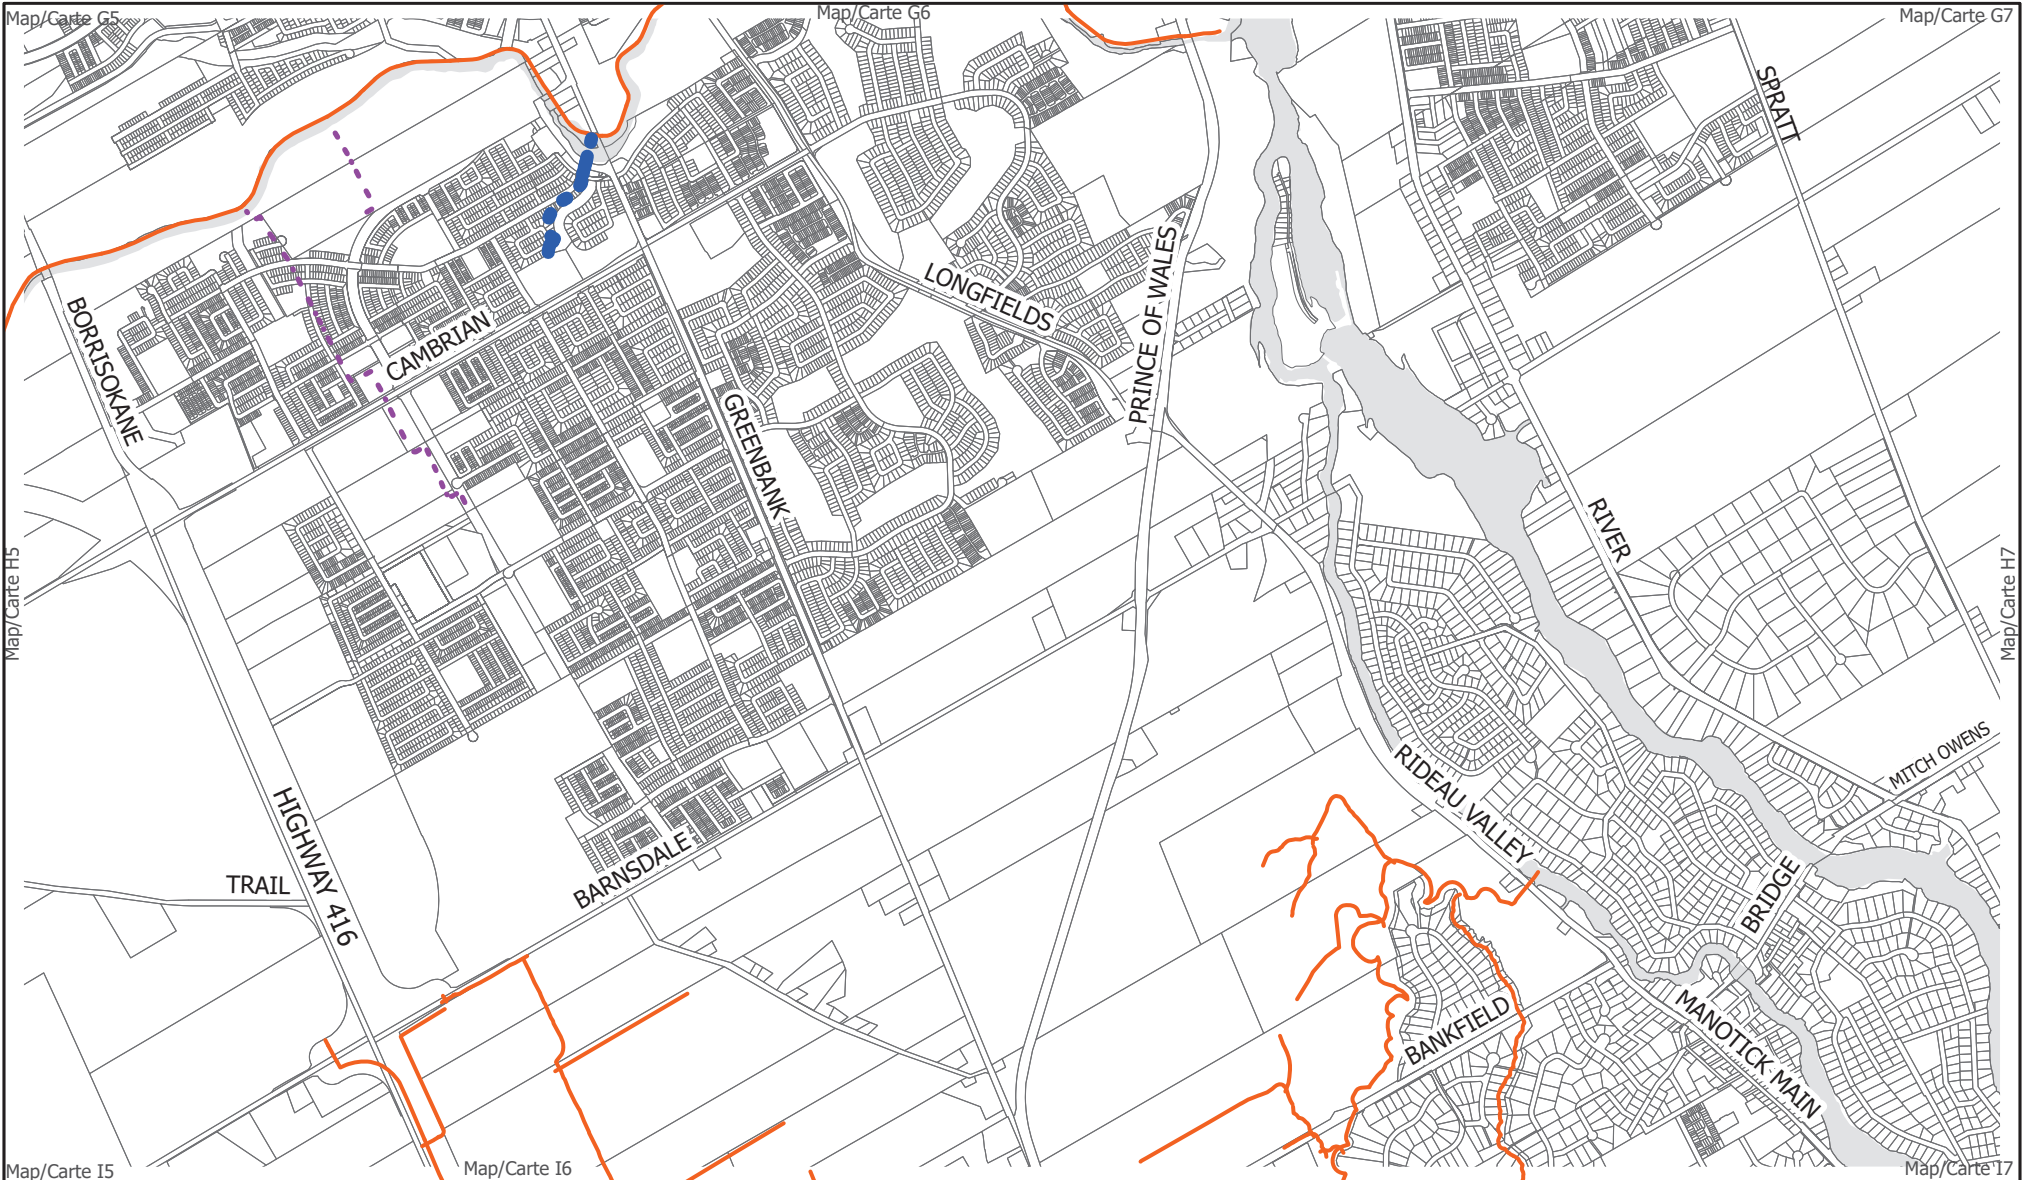 Map/Carte G5
Map/Carte G6
Map/Carte G7
SPRATT
LONGFIELDS
PRINCE OF WALES
BORRISOKANE
CAMBRIAN
GREENBANK
RIVER
Map/Carte H5
Map/Carte H7
MITCH OWENS
RIDEAU VALLEY
HIGHWAY 416
BARNSDALE
TRAIL
BRIDGE
BANKFIELD
MANOTICK MAIN
Map/Carte I5
Map/Carte I6
Map/Carte I7